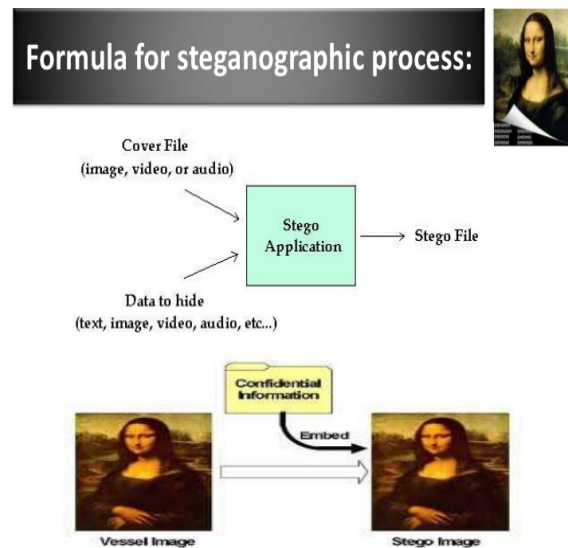 Formula for steganographic process:
Cover File
(image, video, or audio)
Stego
Application
Stego File
Data to hide
(text, image, video, audio, etc...)
Confidential
Information
Embed
Vessel Image
Stego Image